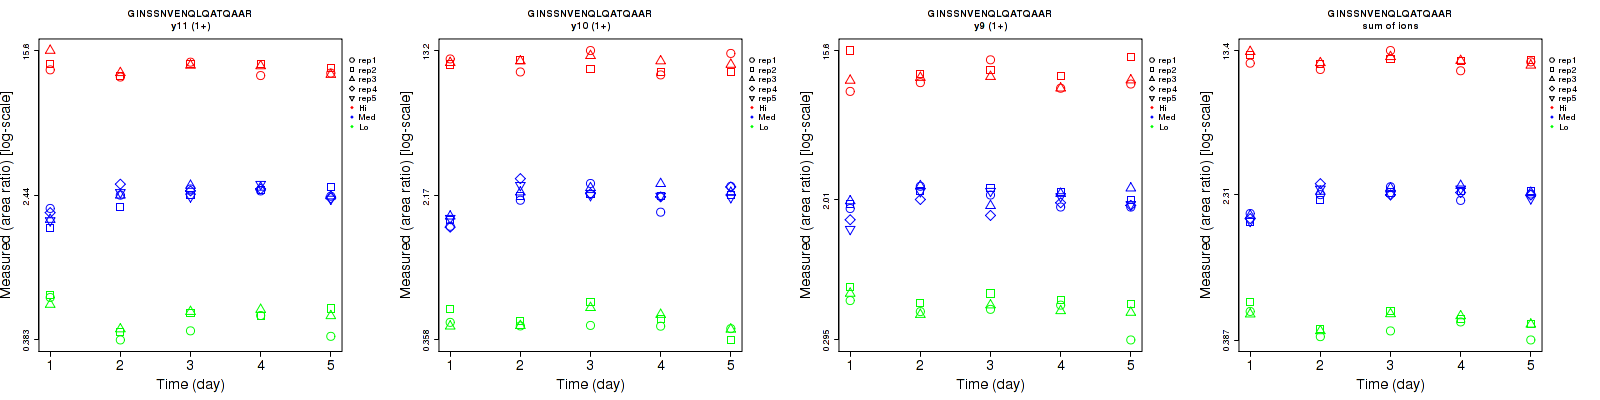 GINSSNVENQLQATQAAR
y11 (1+)
Measured (area ratio) [log-scale]
15.6
2.44
0.383
1 2 3 4 5
Time (day)
rep1
rep2
rep3
rep4
rep5
Hi
Med
Lo
GINSSNVENQLQATQAAR
y10 (1+)
Measured (area ratio) [log-scale]
13.2
2.17
0.358
1 2 3 4 5
Time (day)
rep1
rep2
rep3
rep4
rep5
Hi
Med
Lo
GINSSNVENQLQATQAAR
y9 (1+)
Measured (area ratio) [log-scale]
15.6
2.01
0.295
1 2 3 4 5
Time (day)
rep1
rep2
rep3
rep4
rep5
Hi
Med
Lo
GINSSNVENQLQATQAAR
sum of ions
Measured (area ratio) [log-scale]
13.4
2.31
0.387
1 2 3 4 5
Time (day)
rep1
rep2
rep3
rep4
rep5
Hi
Med
Lo